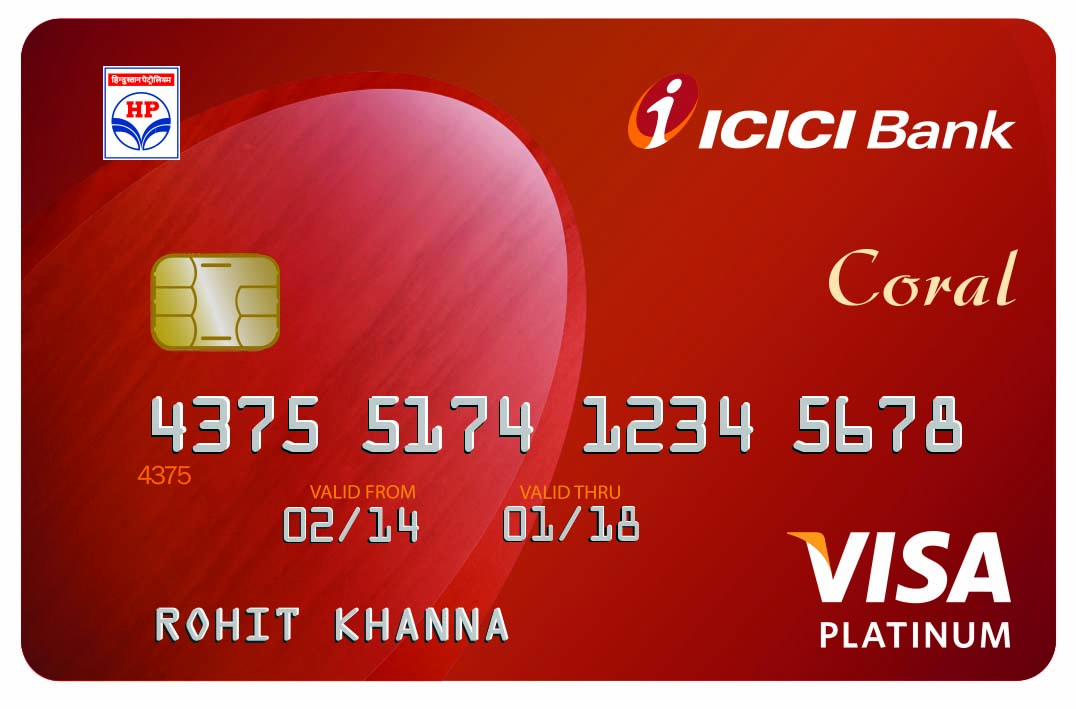 हिन्दुस्तान पेट्रोलियम
HP
i ICICI Bank
Coral
4375 5174 1234 5678
4375
VALID FROM VALID THRU
02/14 01/18
ROHIT KHANNA
VISA
PLATINUM